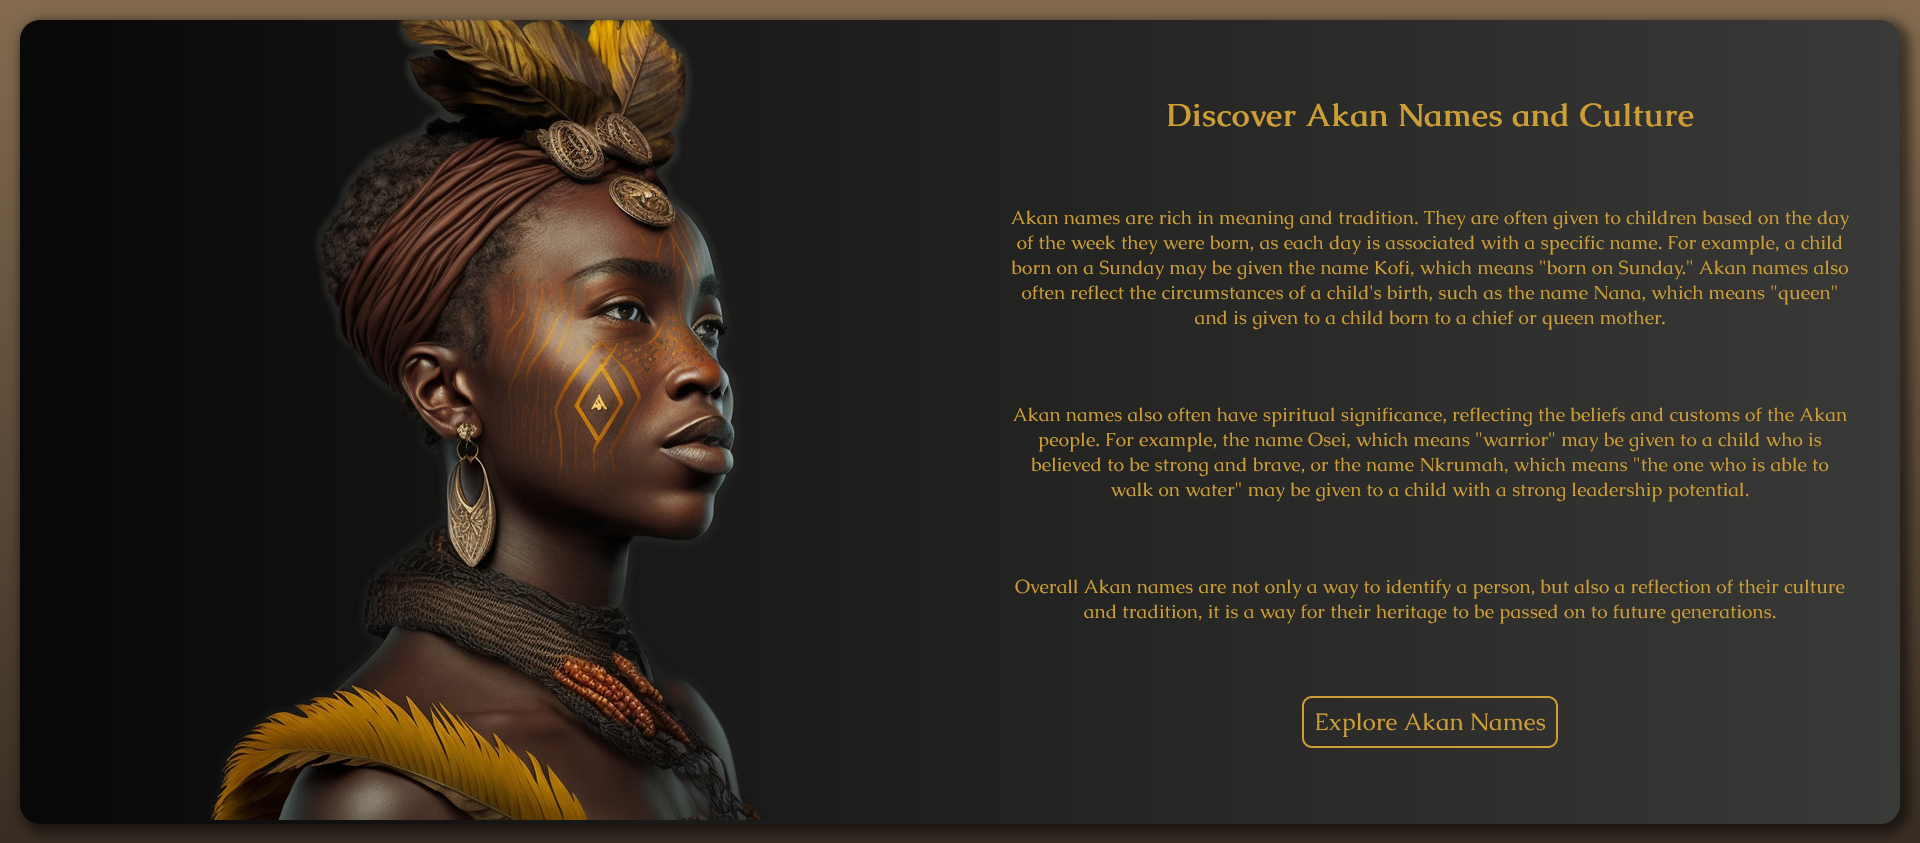 Discover Akan Names and Culture
Akan names are rich in meaning and tradition. They are often given to children based on the day
of the week they were born, as each day is associated with a specific name. For example, a child
born on a Sunday may be given the name Kofi, which means "born on Sunday." Akan names also
often reflect the circumstances of a child's birth, such as the name Nana, which means "queen"
and is given to a child born to a chief or queen mother.
Akan names also often have spiritual significance, reflecting the beliefs and customs of the Akan
people. For example, the name Osei, which means "warrior" may be given to a child who is
believed to be strong and brave, or the name Nkrumah, which means "the one who is able to
walk on water" may be given to a child with a strong leadership potential.
Overall Akan names are not only a way to identify a person, but also a reflection of their culture
and tradition, it is a way for their heritage to be passed on to future generations.
Explore Akan Names